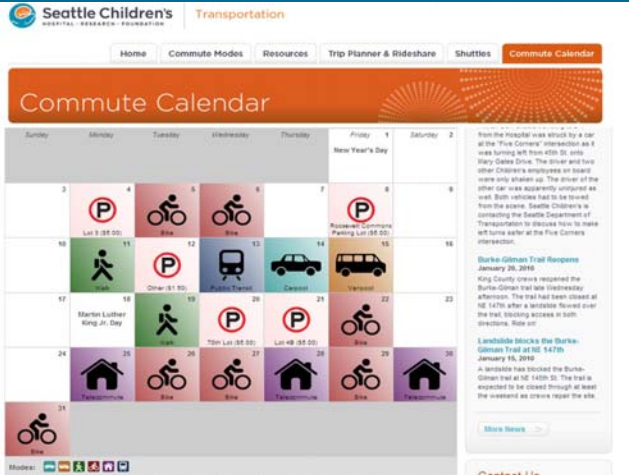 Seattle Children's
HOSPITAL · RESEARCH · FOUNDATION
Transportation
Home
Commute Modes
Resources
Trip Planner & Rideshare
Shuttles
Commute Calendar
Commute Calendar
Sunday
Monday
Tuesday
Wednesday
Thursday
Friday 1
Saturday 2
New Year's Day
3
4
5
6
7
8
9
P
P
Lot 3 ($5.00)
Bike
Bike
Roosevelt Commons
Parking Lot ($5.00)
10
11
12
13
14
15
16
P
Walk
Other ($1.50)
Public Transit
Carpool
Vanpool
17
18
19
20
21
22
23
Martin Luther
King Jr. Day
P
P
Walk
70th Lot ($5.00)
Lot 4B ($5.00)
Bike
24
25
26
27
28
29
30
Telecommute
Bike
Bike
Telecommute
Bike
Telecommute
31
Bike
Modes:
from the Hospital was struck by a car
at the "Five Corners" intersection as it
was turning left from 45th St. onto
Mary Gates Drive. The driver and two
other Children's employees on board
were only shaken up. The driver of the
other car was apparently uninjured as
well. Both vehicles had to be towed
from the scene. Seattle Children's is
contacting the Seattle Department of
Transportation to discuss how to make
left turns safer at the Five Corners
intersection.
Burke-Gilman Trail Reopens
January 20, 2010
King County crews reopened the
Burke-Gilman trail late Wednesday
afternoon. The trail had been closed at
NE 147th after a landslide flowed over
the trail, blocking access in both
directions. Ride on!
Landslide blocks the Burke-
Gilman Trail at NE 147th
January 15, 2010
A landslide has blocked the Burke-
Gilman trail at NE 145th St. The trail is
expected to be closed through at least
the weekend as crews repair the site.
More News
Contact Us